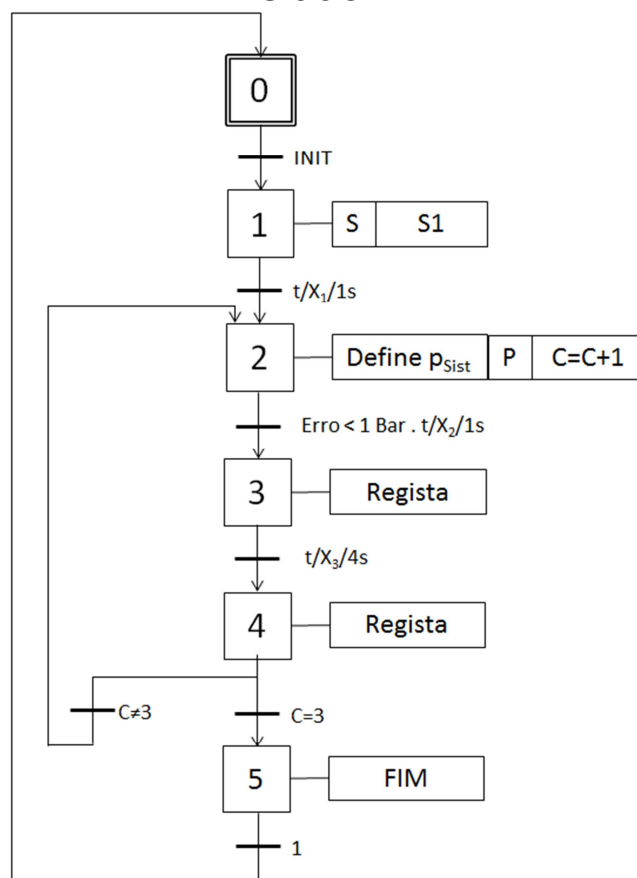 0
INIT
1 S S1
t/X₁/1s
2 Define pSist P C=C+1
Erro < 1 Bar . t/X₂/1s
3 Regista
t/X₃/4s
4 Regista
C≠3 C=3
5 FIM
1